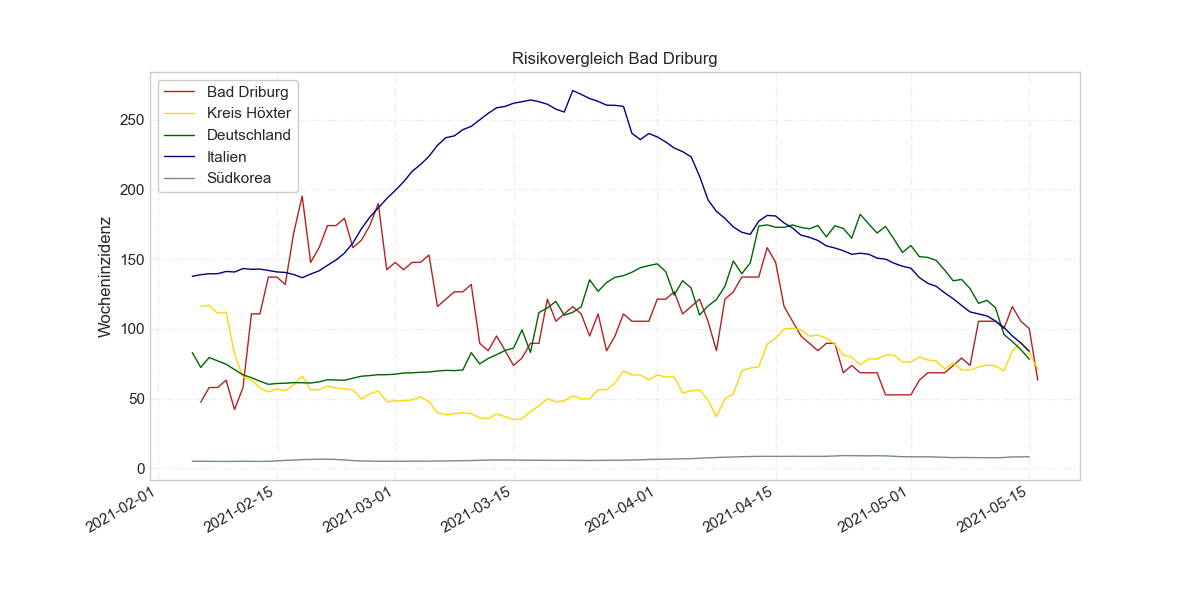 Risikovergleich Bad Driburg
Bad Driburg
Kreis Höxter
Deutschland
Italien
Südkorea
Wocheninzidenz
250
200
150
100
50
0
2021-02-01
2021-02-15
2021-03-01
2021-03-15
2021-04-01
2021-04-15
2021-05-01
2021-05-15